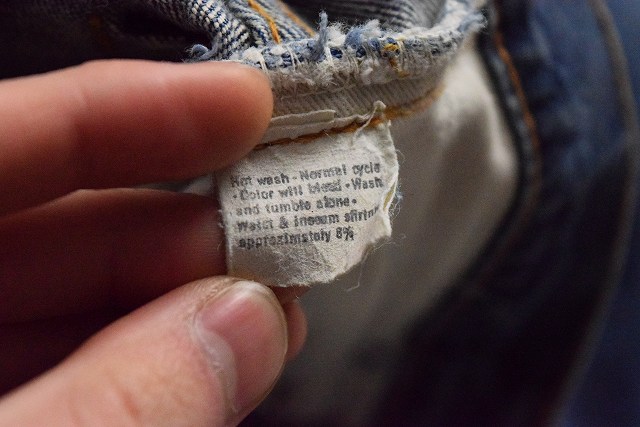 Hot wash - Normal cycle
• Color will bleed • Wash
and tumble alone •
Waist & inseam shrink
approximately 8%